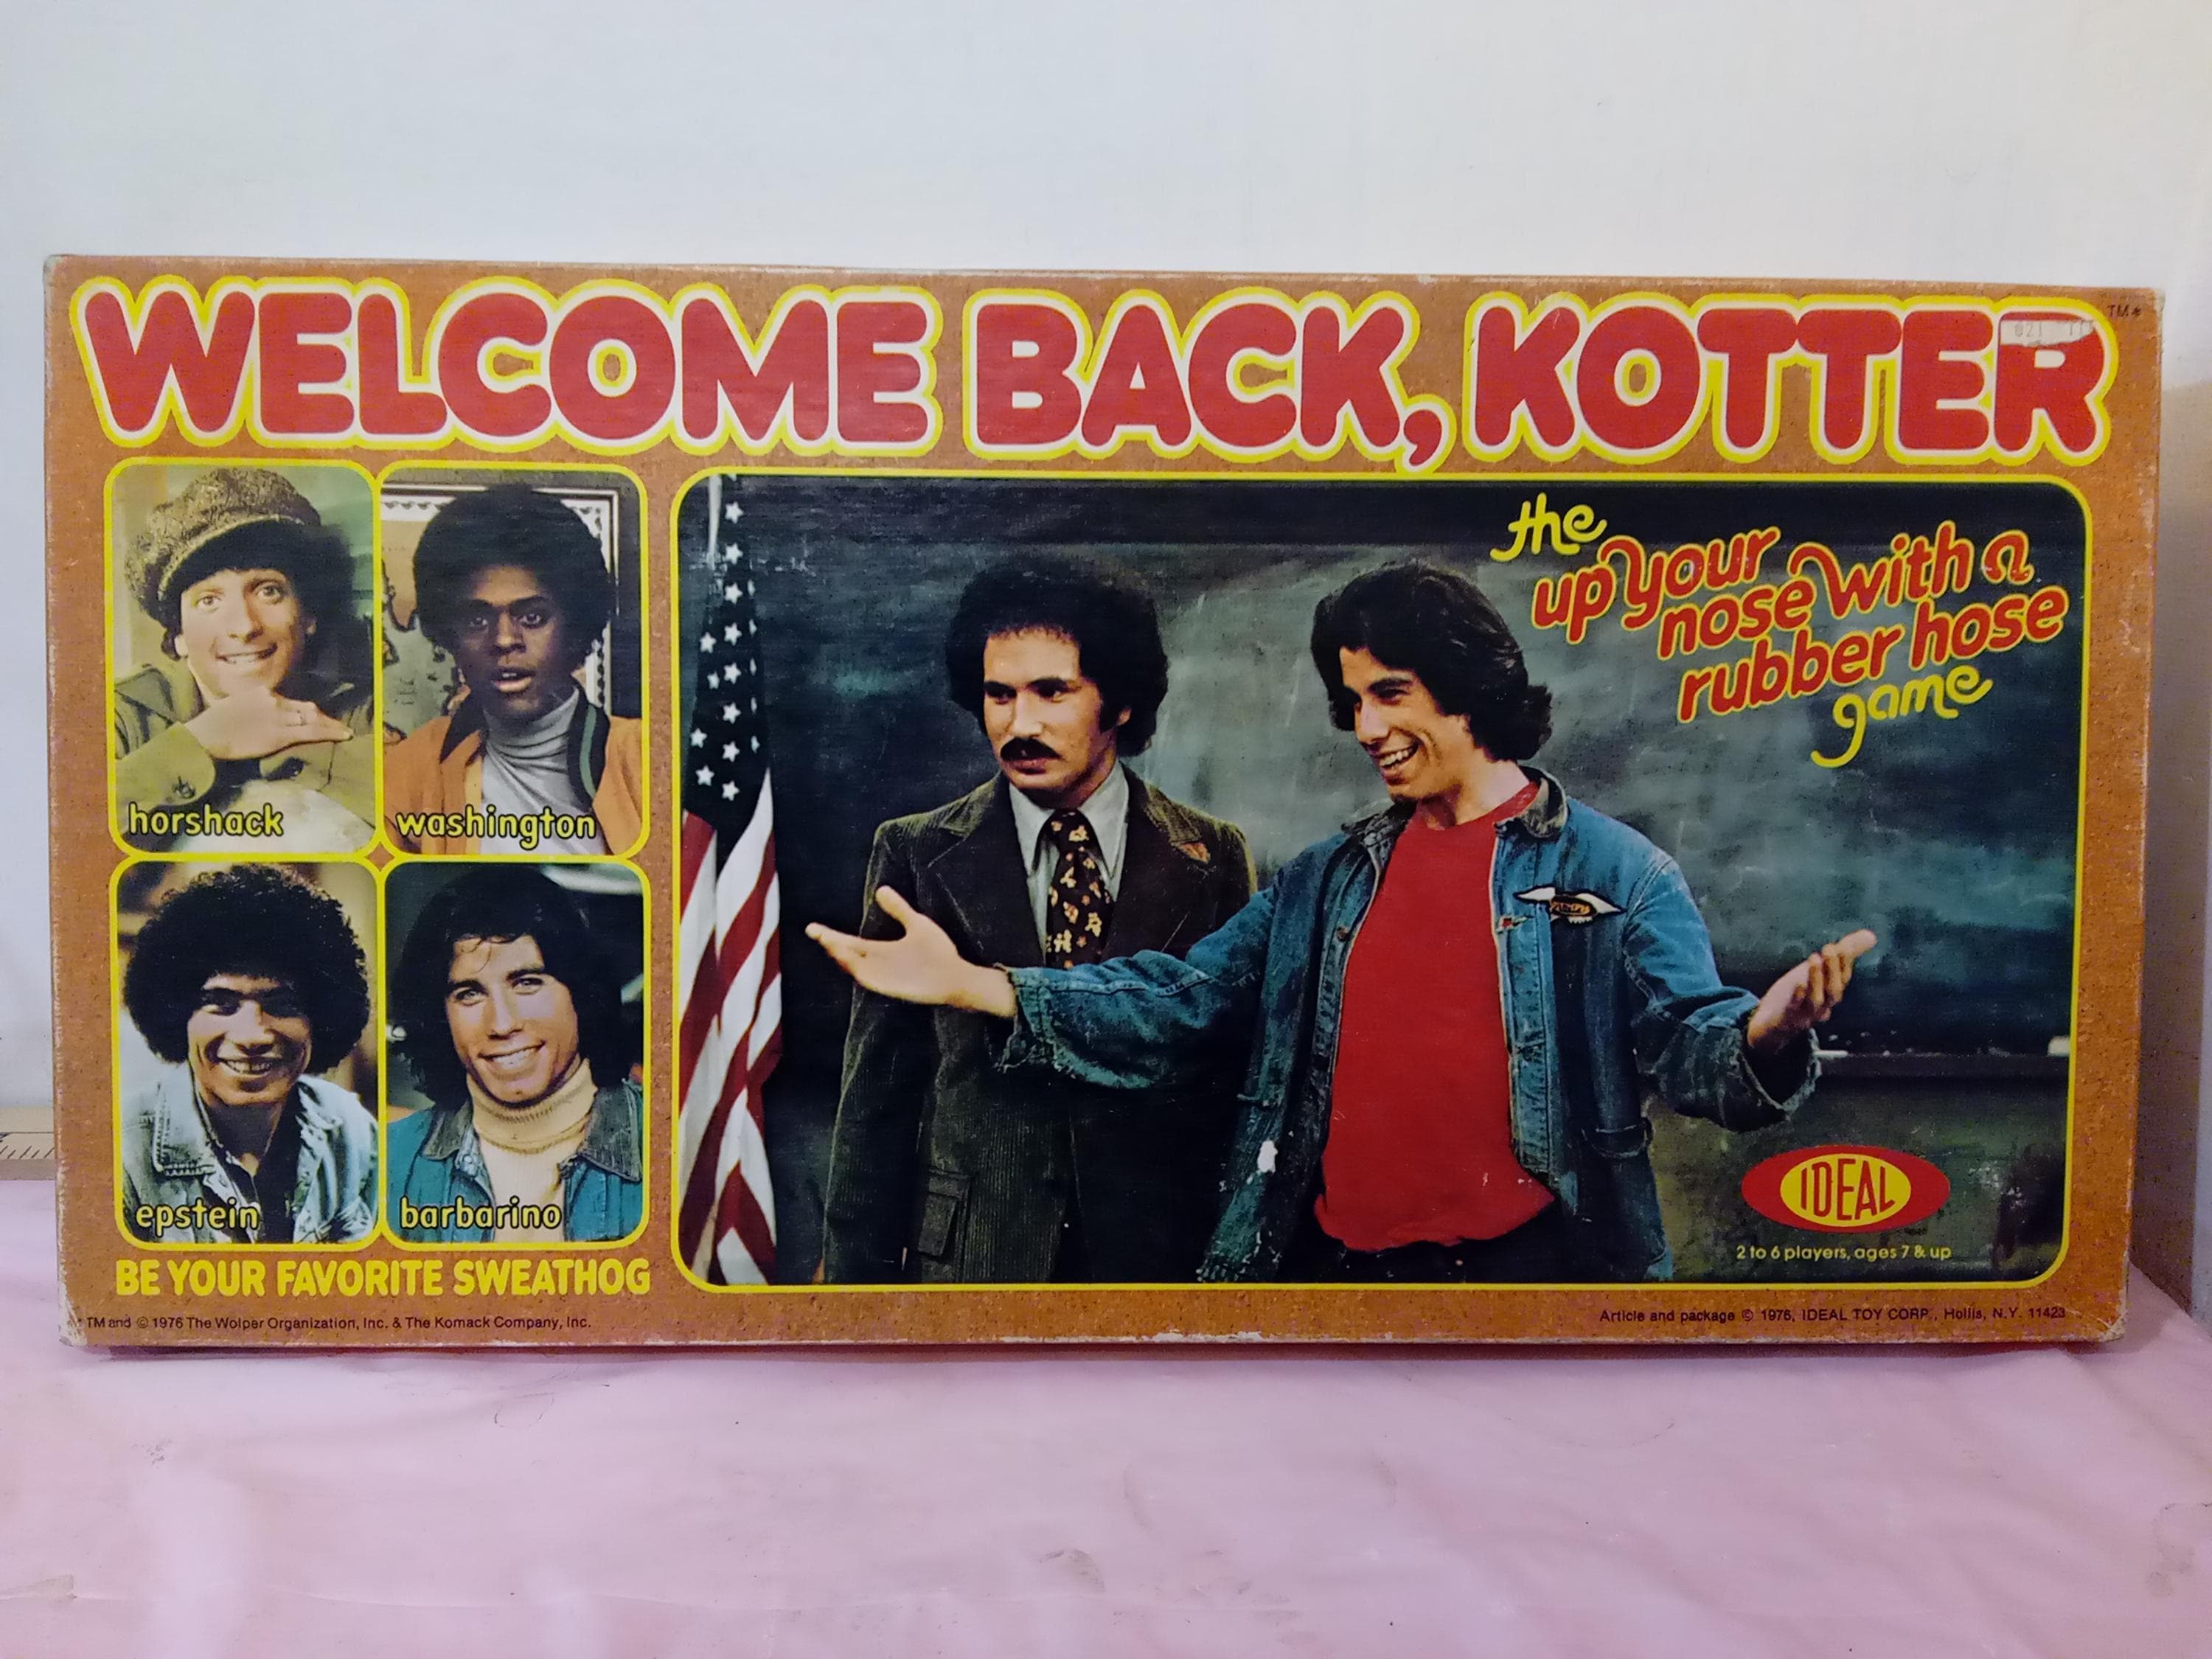 WELCOME BACK, KOTTER
TM*
horshack
washington
epstein
barbarino
BE YOUR FAVORITE SWEATHOG
the
up your
nose with a
rubber hose
game
IDEAL
2 to 6 players, ages 7 & up
* TM and © 1976 The Wolper Organization, Inc. & The Komack Company, Inc.
Article and package © 1976, IDEAL TOY CORP., Hollis, N.Y. 11423